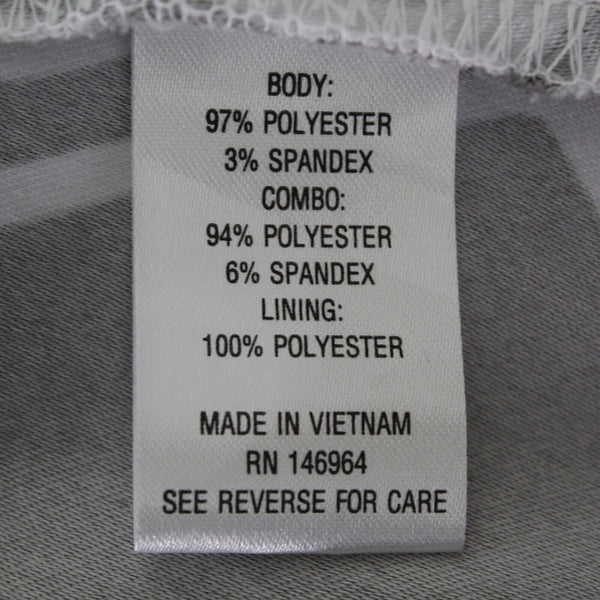 BODY:
97% POLYESTER
3% SPANDEX
COMBO:
94% POLYESTER
6% SPANDEX
LINING:
100% POLYESTER
MADE IN VIETNAM
RN 146964
SEE REVERSE FOR CARE